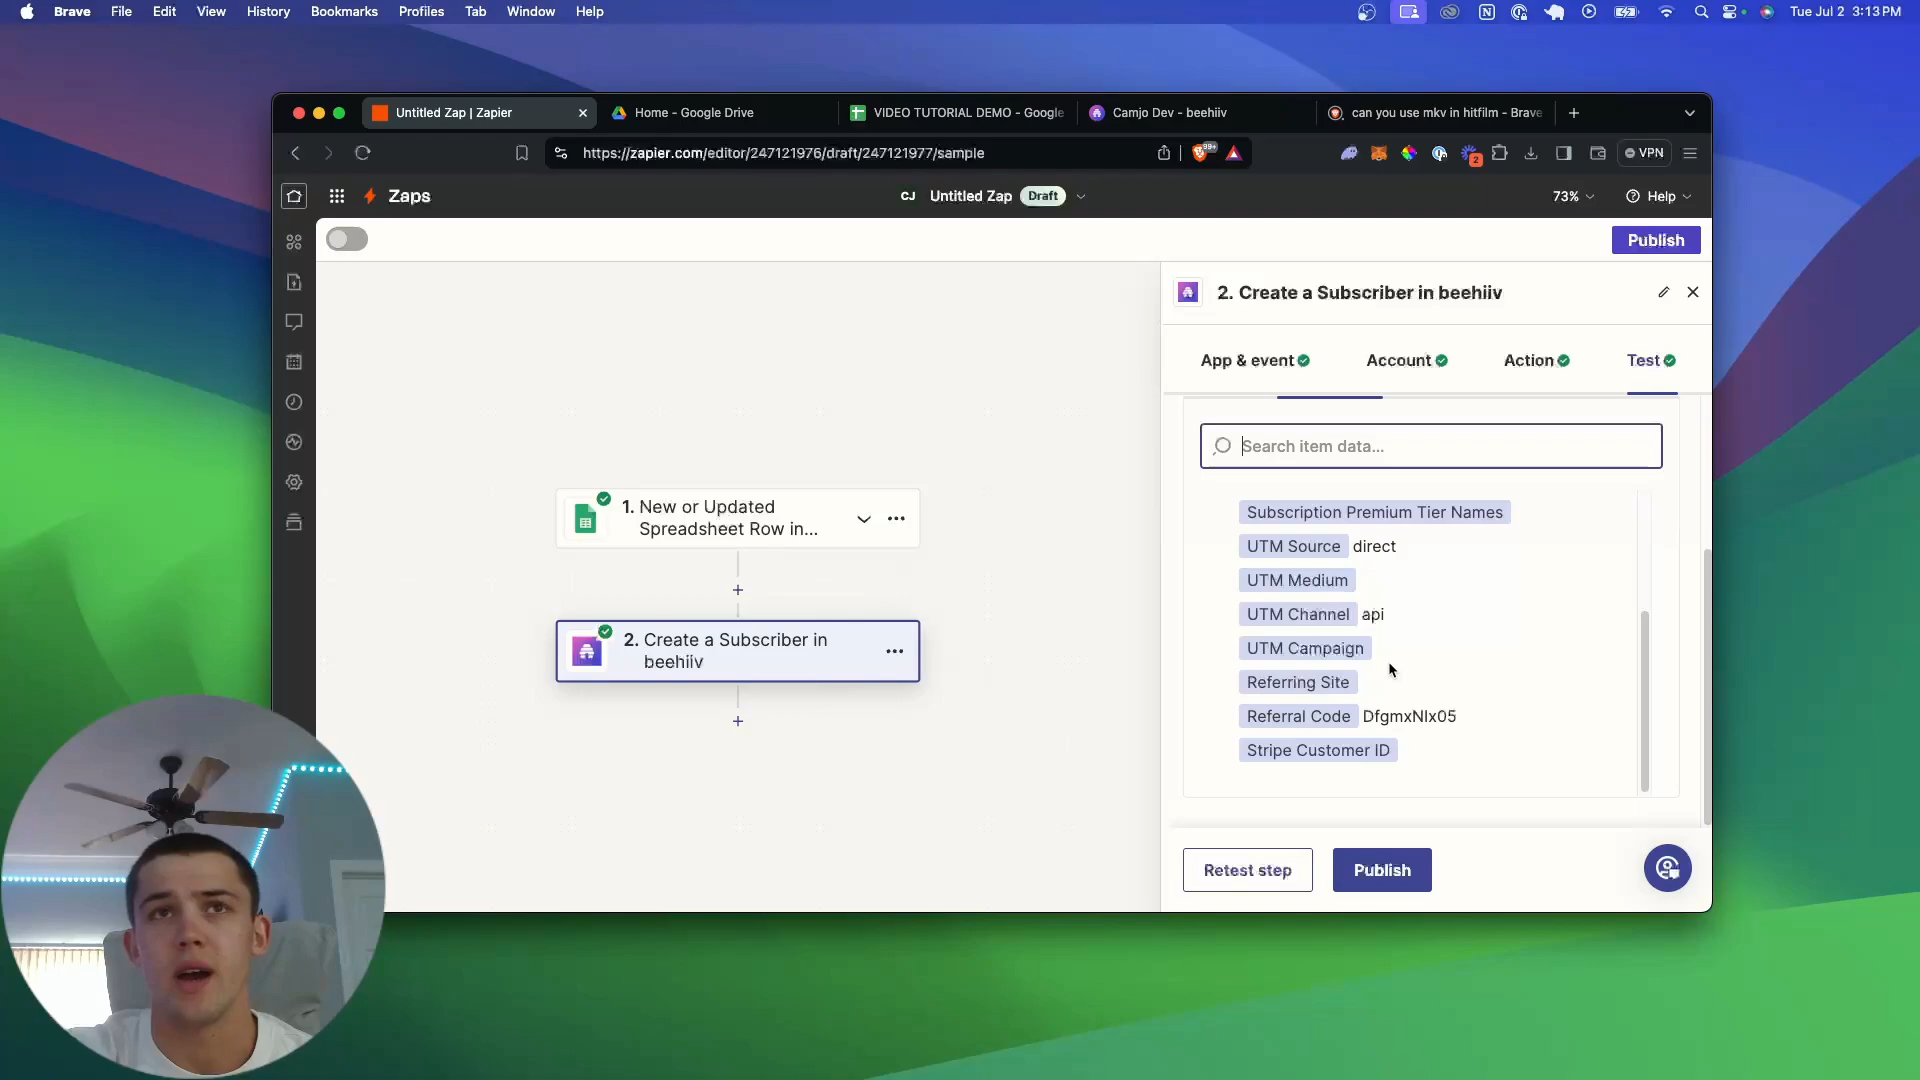 Brave File Edit View History Bookmarks Profiles Tab Window Help
Tue Jul 2 3:13 PM
Untitled Zap | Zapier
Home - Google Drive
VIDEO TUTORIAL DEMO - Google
Camjo Dev - beehiiv
can you use mkv in hitfilm - Brave
https://zapier.com/editor/247121976/draft/247121977/sample
99+
2
VPN
Zaps
CJ Untitled Zap Draft
73%
Help
Publish
2. Create a Subscriber in beehiiv
App & event
Account
Action
Test
Search item data...
1. New or Updated
Spreadsheet Row in...
2. Create a Subscriber in
beehiiv
Subscription Premium Tier Names
UTM Source direct
UTM Medium
UTM Channel api
UTM Campaign
Referring Site
Referral Code DfgmxNIx05
Stripe Customer ID
Retest step
Publish